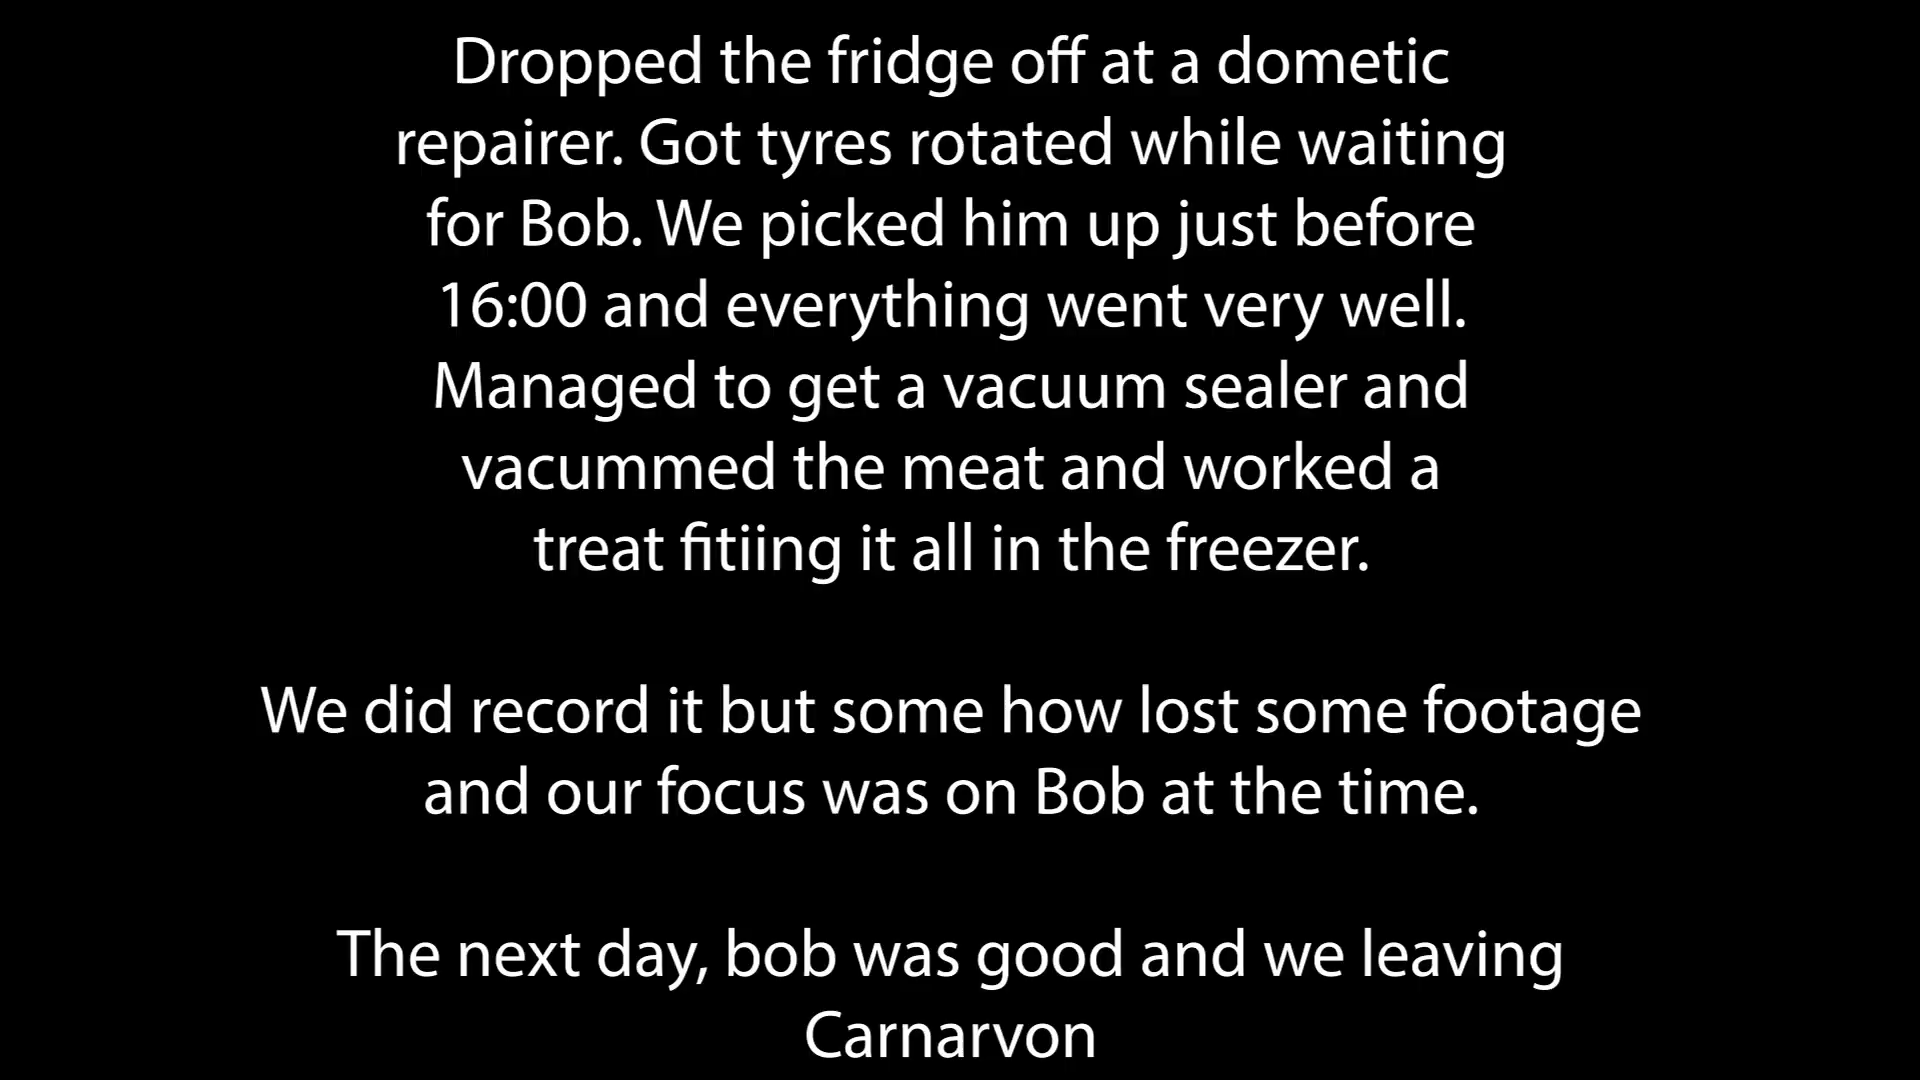 Dropped the fridge off at a dometic
repairer. Got tyres rotated while waiting
for Bob. We picked him up just before
16:00 and everything went very well.
Managed to get a vacuum sealer and
vacummed the meat and worked a
treat fitiing it all in the freezer.
We did record it but some how lost some footage
and our focus was on Bob at the time.
The next day, bob was good and we leaving
Carnarvon